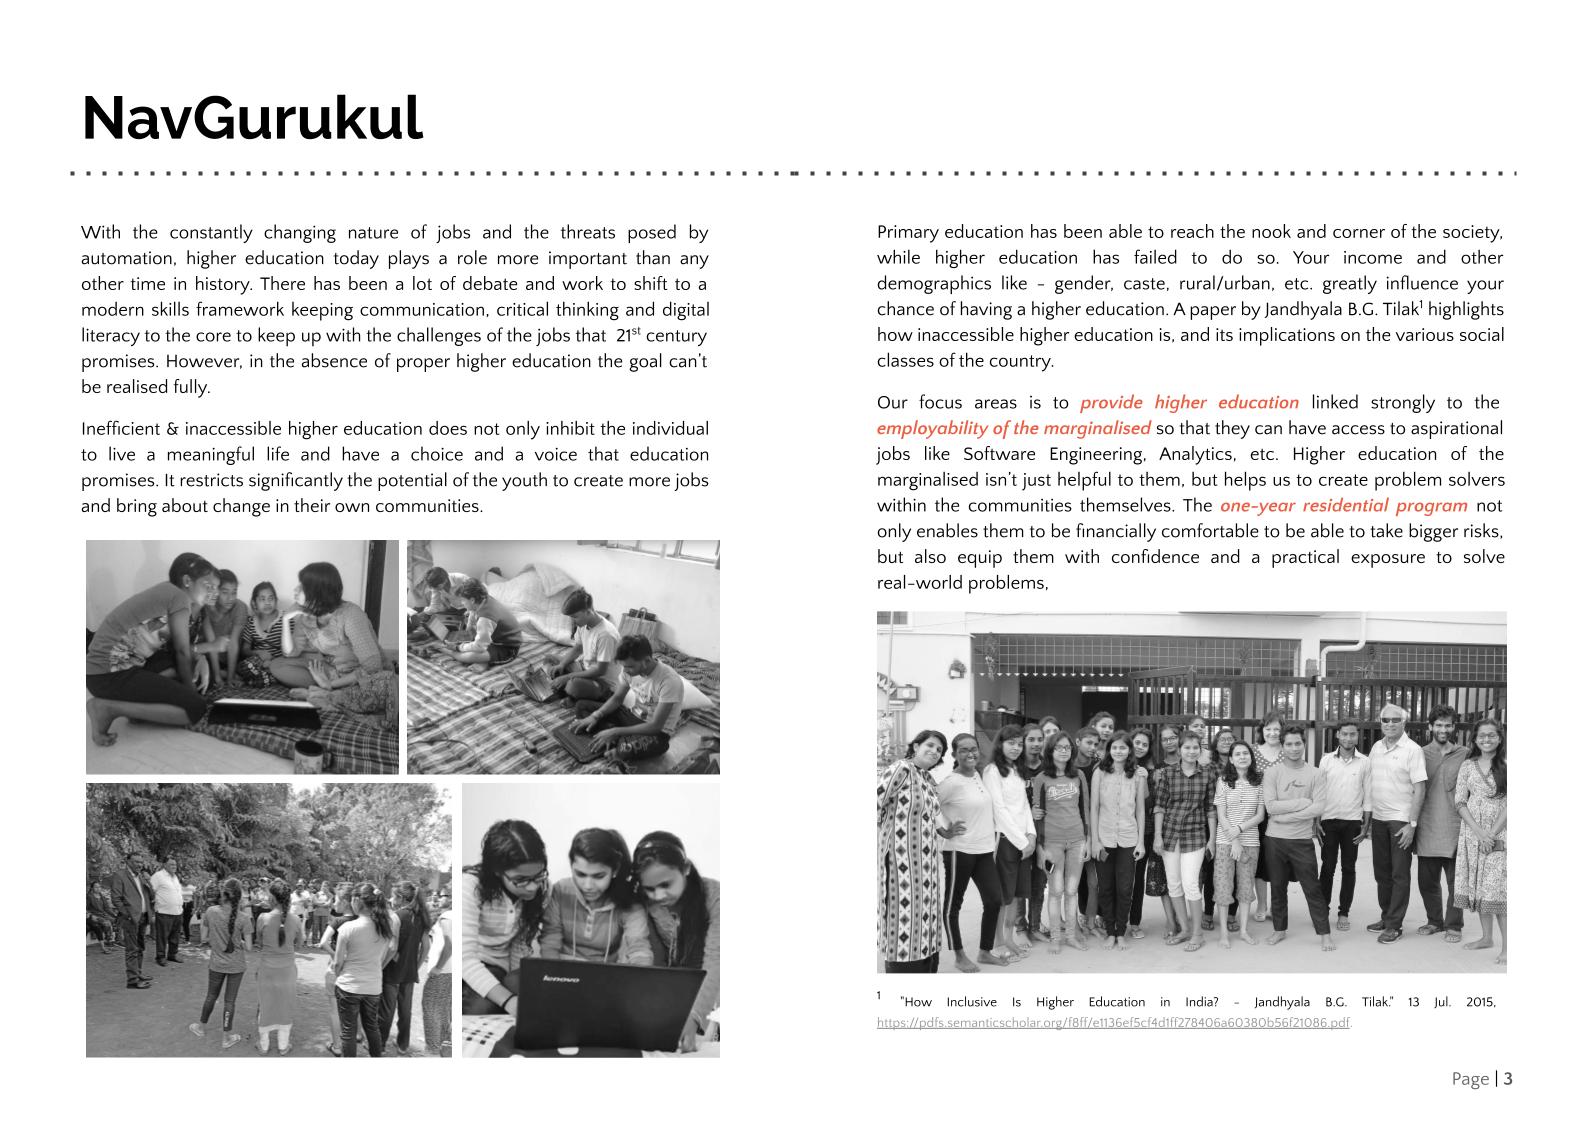 NavGurukul
With the constantly changing nature of jobs and the threats posed by
automation, higher education today plays a role more important than any
other time in history. There has been a lot of debate and work to shift to a
modern skills framework keeping communication, critical thinking and digital
literacy to the core to keep up with the challenges of the jobs that 21st century
promises. However, in the absence of proper higher education the goal can't
be realised fully.
Inefficient & inaccessible higher education does not only inhibit the individual
to live a meaningful life and have a choice and a voice that education
promises. It restricts significantly the potential of the youth to create more jobs
and bring about change in their own communities.
lenovo
Primary education has been able to reach the nook and corner of the society,
while higher education has failed to do so. Your income and other
demographics like - gender, caste, rural/urban, etc. greatly influence your
chance of having a higher education. A paper by Jandhyala B.G. Tilak1 highlights
how inaccessible higher education is, and its implications on the various social
classes of the country.
Our focus areas is to provide higher education linked strongly to the
employability of the marginalised so that they can have access to aspirational
jobs like Software Engineering, Analytics, etc. Higher education of the
marginalised isn't just helpful to them, but helps us to create problem solvers
within the communities themselves. The one-year residential program not
only enables them to be financially comfortable to be able to take bigger risks,
but also equip them with confidence and a practical exposure to solve
real-world problems,
1 "How Inclusive Is Higher Education in India? - Jandhyala B.G. Tilak." 13 Jul. 2015,
https://pdfs.semanticscholar.org/f8ff/e1136ef5cf4d1ff278406a60380b56f21086.pdf.
Page | 3